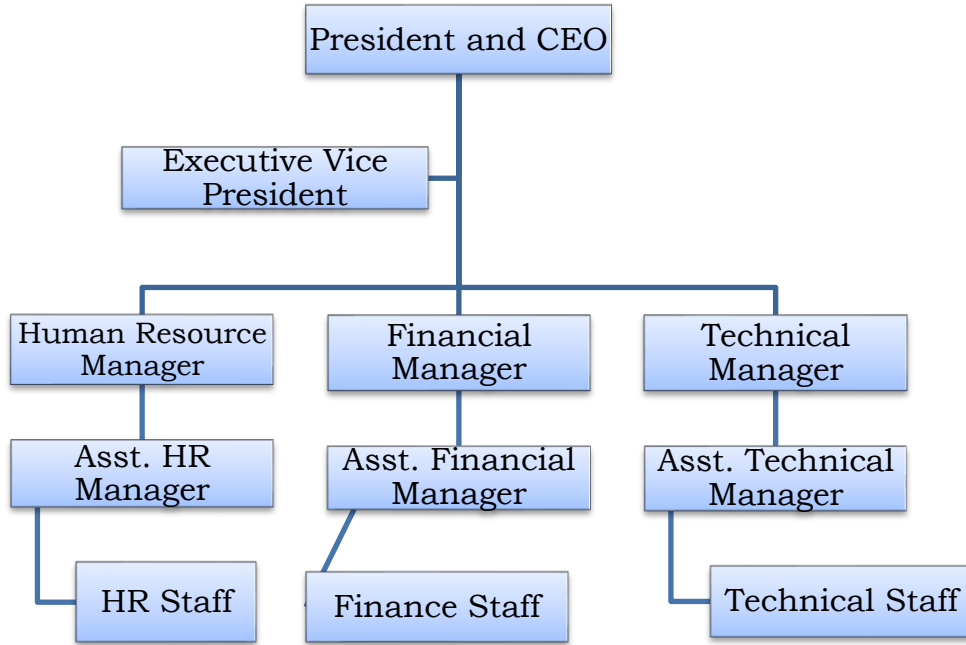 President and CEO
Executive Vice
President
Human Resource
Manager
Financial
Manager
Technical
Manager
Asst. HR
Manager
Asst. Financial
Manager
Asst. Technical
Manager
HR Staff
Finance Staff
Technical Staff